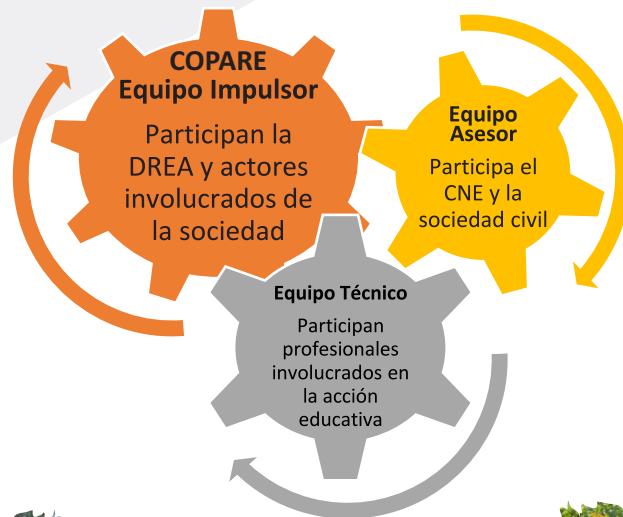 COPARE
Equipo Impulsor
Participan la
DREA y actores
involucrados de
la sociedad
Equipo
Asesor
Participa el
CNE y la
sociedad civil
Equipo Técnico
Participan
profesionales
involucrados en
la acción
educativa